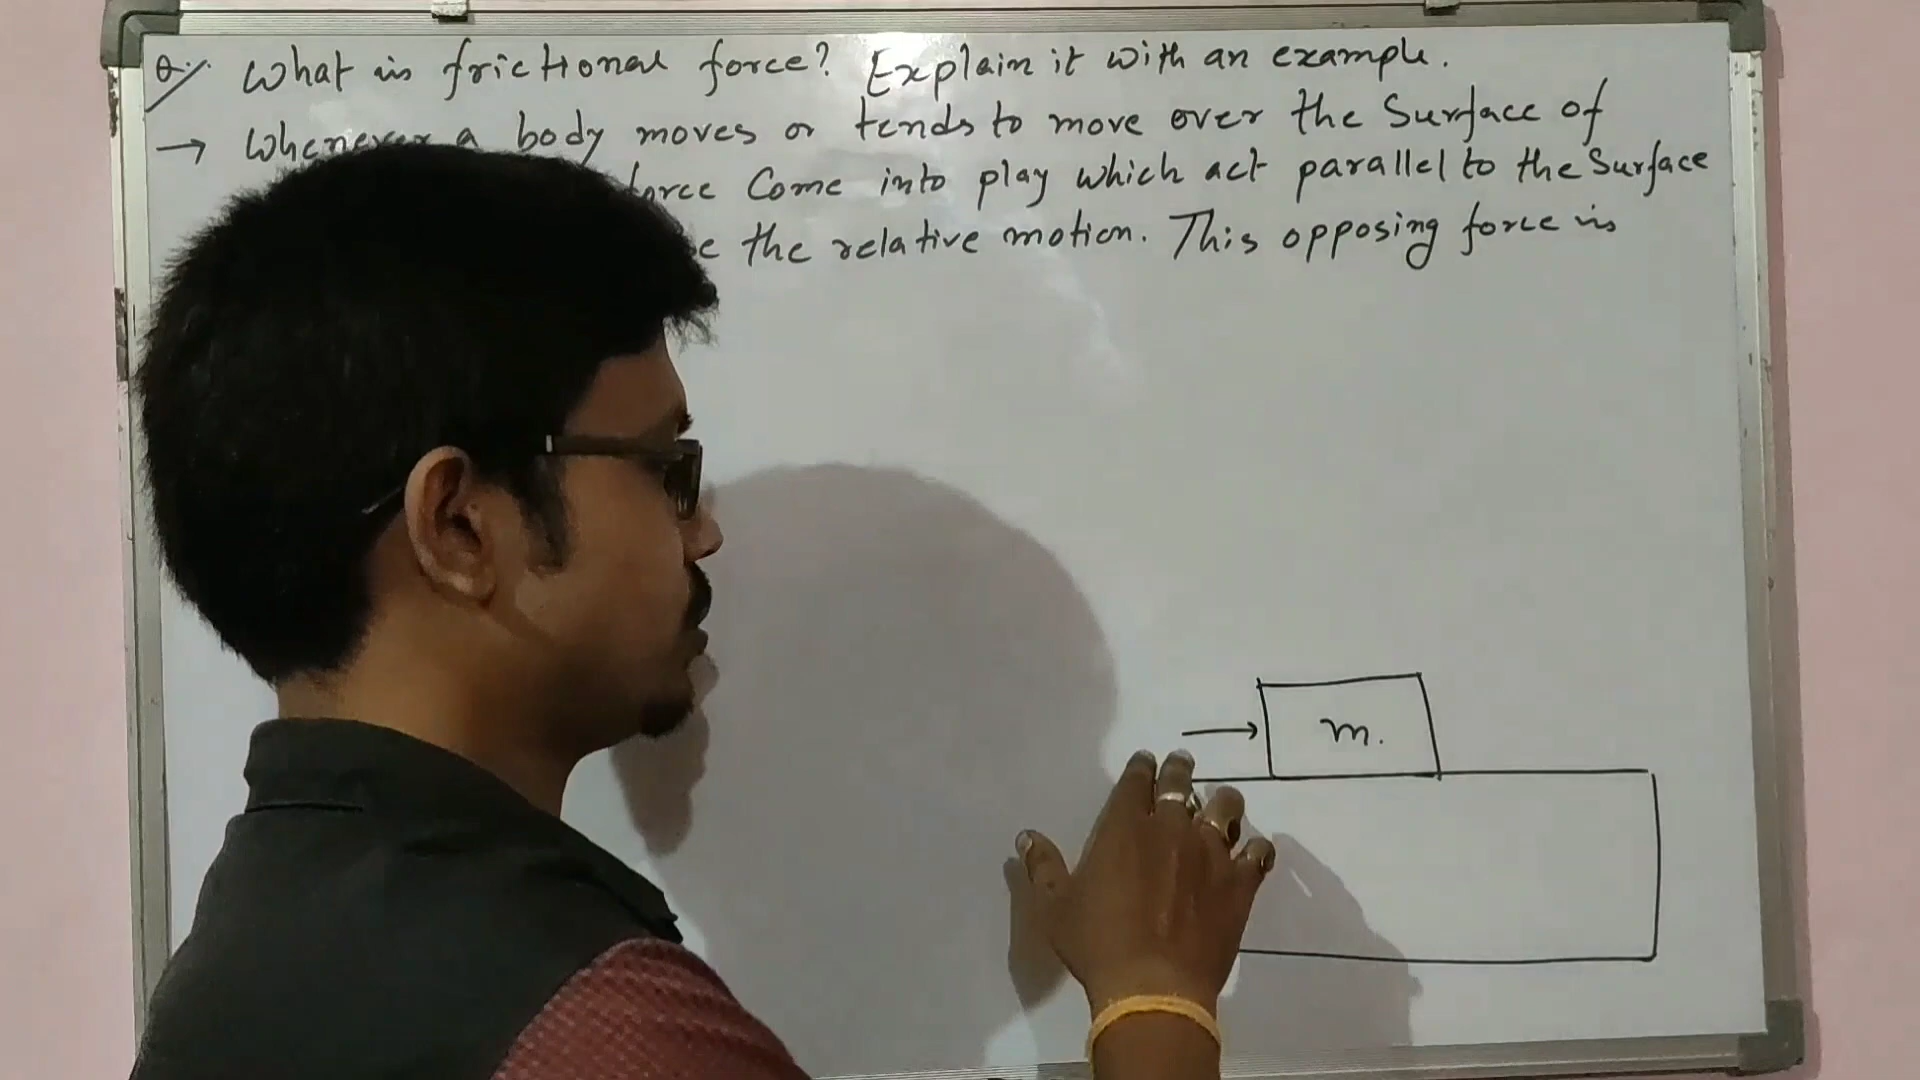 Q/. What is frictional force? Explain it with an example.
→ Whenever a body moves or tends to move over the Surface of
force Come into play which act parallel to the Surface
the relative motion. This opposing force is
m.